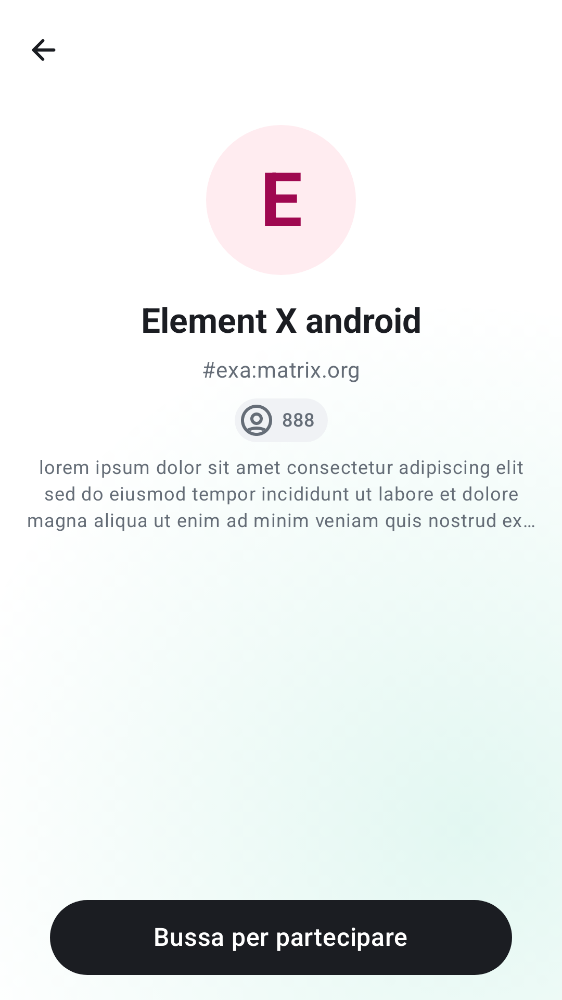 E
Element X android
#exa:matrix.org
888
lorem ipsum dolor sit amet consectetur adipiscing elit
sed do eiusmod tempor incididunt ut labore et dolore
magna aliqua ut enim ad minim veniam quis nostrud ex…
Bussa per partecipare